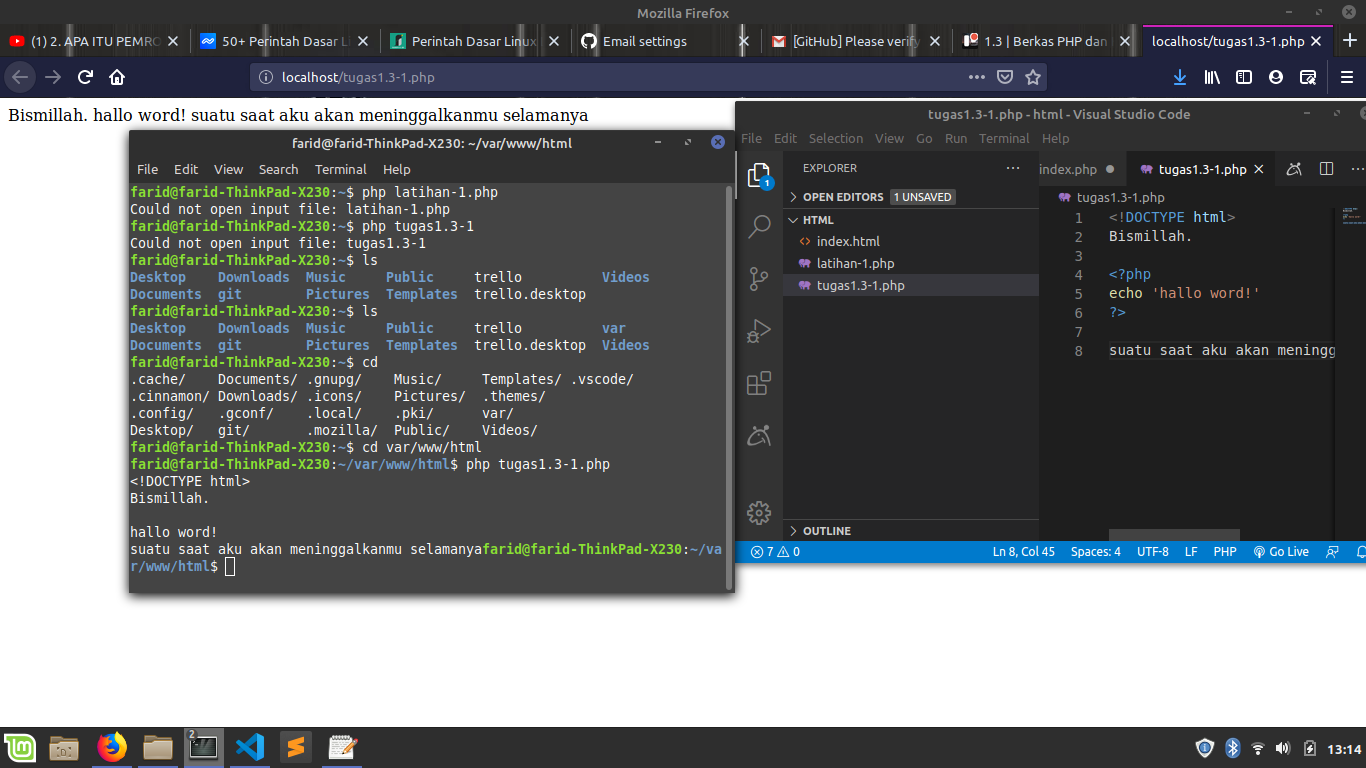 Mozilla Firefox
(1) 2. APA ITU PEMRO
50+ Perintah Dasar L
Perintah Dasar Linux
Email settings
[GitHub] Please verify
1.3 | Berkas PHP dan
localhost/tugas1.3-1.php
localhost/tugas1.3-1.php
Bismillah. hallo word! suatu saat aku akan meninggalkanmu selamanya
farid@farid-ThinkPad-X230: ~/var/www/html
File Edit View Search Terminal Help
farid@farid-ThinkPad-X230:~$ php latihan-1.php
Could not open input file: latihan-1.php
farid@farid-ThinkPad-X230:~$ php tugas1.3-1
Could not open input file: tugas1.3-1
farid@farid-ThinkPad-X230:~$ ls
Desktop Downloads Music Public trello Videos
Documents git Pictures Templates trello.desktop
farid@farid-ThinkPad-X230:~$ ls
Desktop Downloads Music Public trello var
Documents git Pictures Templates trello.desktop Videos
farid@farid-ThinkPad-X230:~$ cd
.cache/ Documents/ .gnupg/ Music/ Templates/ .vscode/
.cinnamon/ Downloads/ .icons/ Pictures/ .themes/
.config/ .gconf/ .local/ .pki/ var/
Desktop/ git/ .mozilla/ Public/ Videos/
farid@farid-ThinkPad-X230:~$ cd var/www/html
farid@farid-ThinkPad-X230:~/var/www/html$ php tugas1.3-1.php
<!DOCTYPE html>
Bismillah.
hallo word!
suatu saat aku akan meninggalkanmu selamanyafarid@farid-ThinkPad-X230:~/va
r/www/html$
tugas1.3-1.php - html - Visual Studio Code
File Edit Selection View Go Run Terminal Help
EXPLORER
OPEN EDITORS 1 UNSAVED
HTML
index.html
latihan-1.php
tugas1.3-1.php
OUTLINE
1
index.php
tugas1.3-1.php
tugas1.3-1.php
1 <!DOCTYPE html>
2 Bismillah.
3
4 <?php
5 echo 'hallo word!'
6 ?>
7
8 suatu saat aku akan meningg
7 0 Ln 8, Col 45 Spaces: 4 UTF-8 LF PHP Go Live
2
13:14